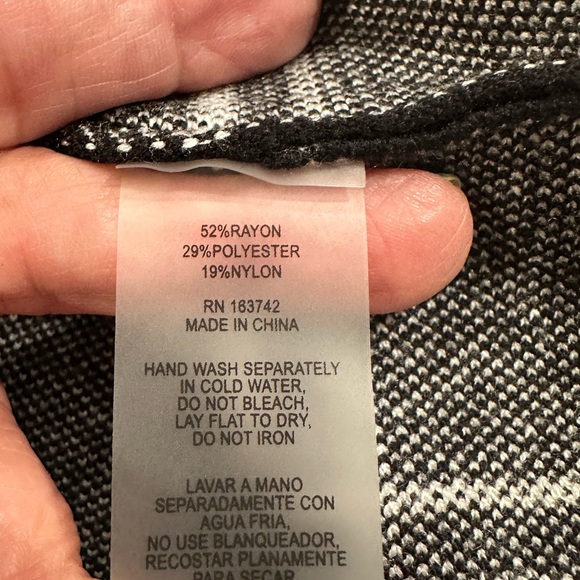 52%RAYON
29%POLYESTER
19%NYLON
RN 163742
MADE IN CHINA
HAND WASH SEPARATELY
IN COLD WATER,
DO NOT BLEACH,
LAY FLAT TO DRY,
DO NOT IRON
LAVAR A MANO
SEPARADAMENTE CON
AGUA FRIA,
NO USE BLANQUEADOR,
RECOSTAR PLANAMENTE
PARA SECAR